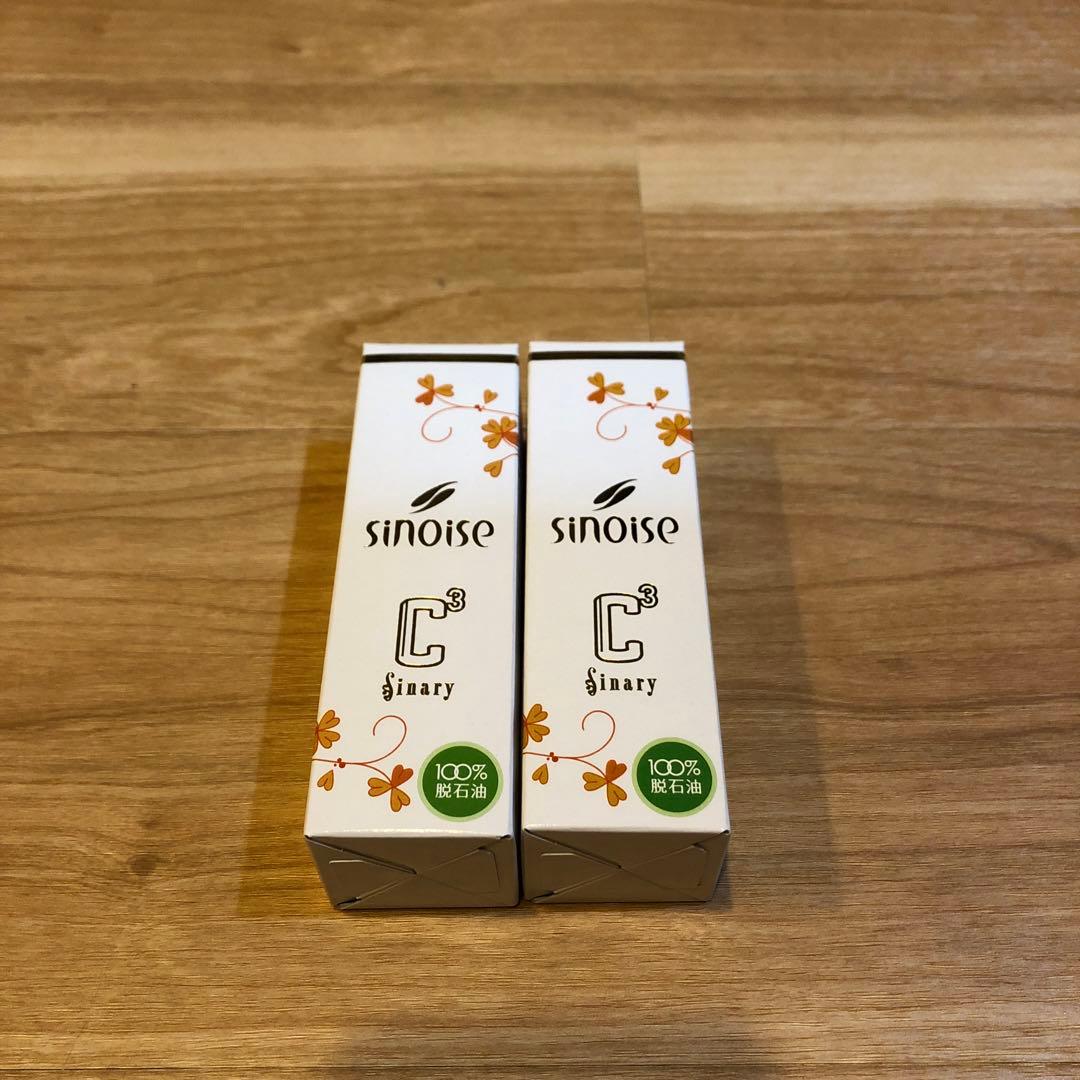 sinoise
C³
Sinary
100%
脱石油
sinoise
C³
Sinary
100%
脱石油